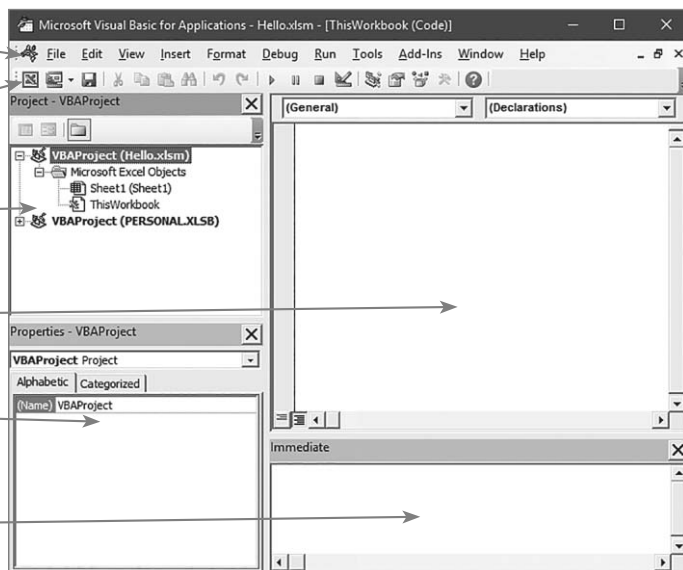 Microsoft Visual Basic for Applications - Hello.xlsm - [ThisWorkbook (Code)]
File Edit View Insert Format Debug Run Tools Add-Ins Window Help
Project - VBAProject
(General) (Declarations)
VBAProject (Hello.xlsm)
Microsoft Excel Objects
Sheet1 (Sheet1)
ThisWorkbook
VBAProject (PERSONAL.XLSB)
Properties - VBAProject
VBAProject Project
Alphabetic Categorized
(Name) VBAProject
Immediate